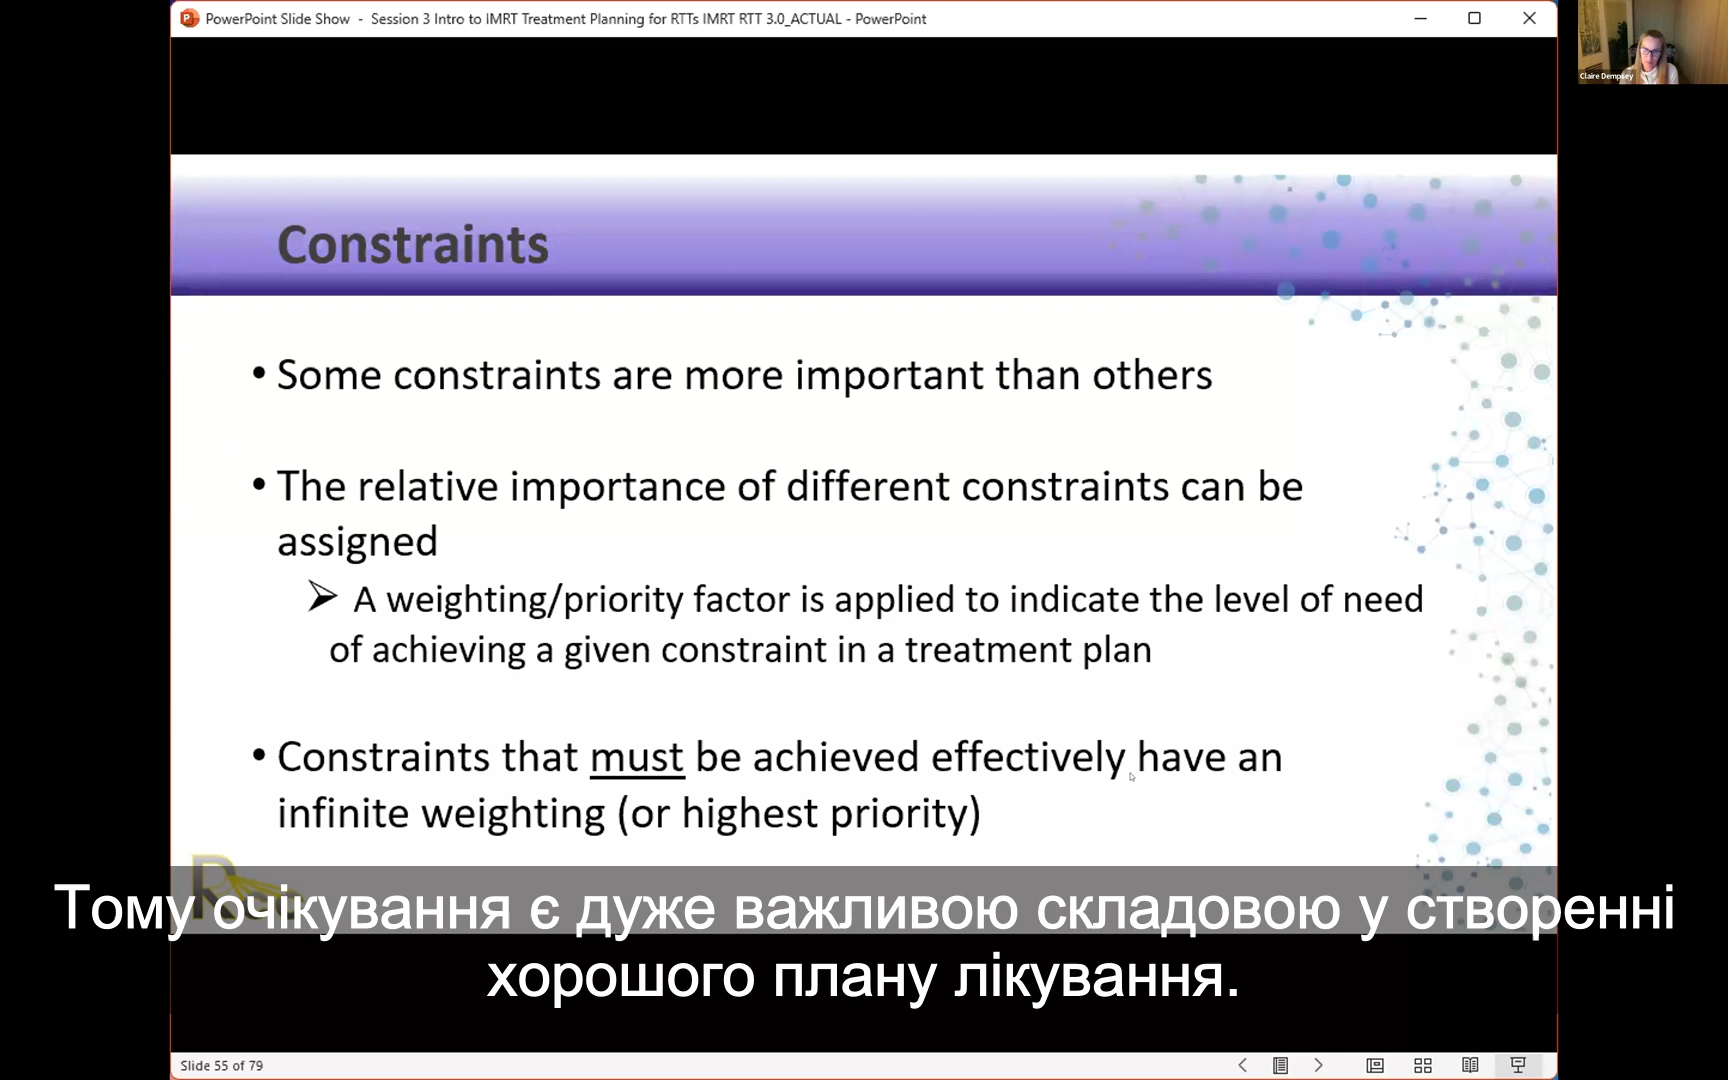 PowerPoint Slide Show - Session 3 Intro to IMRT Treatment Planning for RTTs IMRT RTT 3.0_ACTUAL - PowerPoint
Claire Dempsey
Constraints
• Some constraints are more important than others
• The relative importance of different constraints can be
assigned
➢ A weighting/priority factor is applied to indicate the level of need
of achieving a given constraint in a treatment plan
• Constraints that must be achieved effectively have an
infinite weighting (or highest priority)
Тому очікування є дуже важливою складовою у створенні
хорошого плану лікування.
Slide 55 of 79